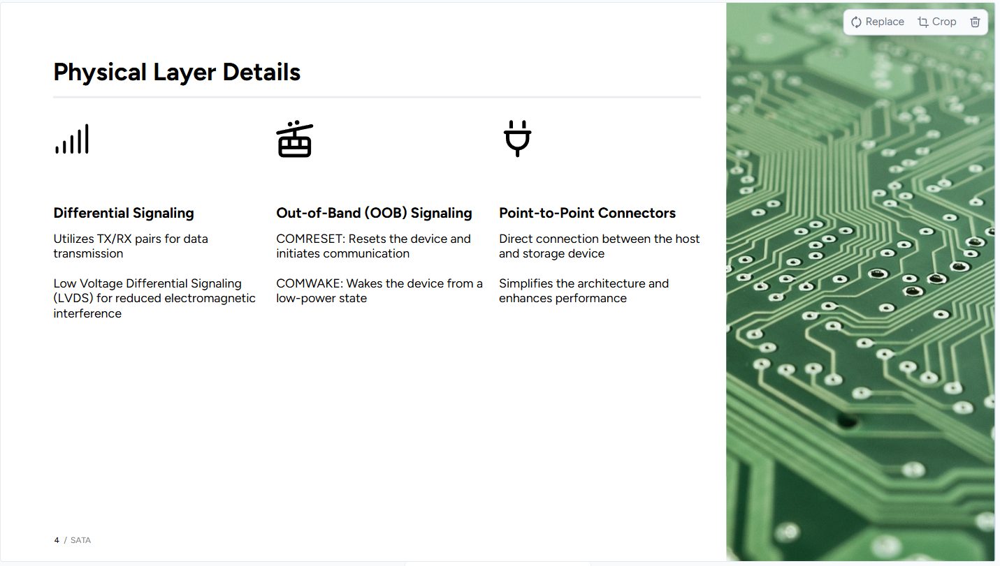 Replace Crop
Physical Layer Details
Differential Signaling
Utilizes TX/RX pairs for data
transmission
Low Voltage Differential Signaling
(LVDS) for reduced electromagnetic
interference
Out-of-Band (OOB) Signaling
COMRESET: Resets the device and
initiates communication
COMWAKE: Wakes the device from a
low-power state
Point-to-Point Connectors
Direct connection between the host
and storage device
Simplifies the architecture and
enhances performance
4 / SATA